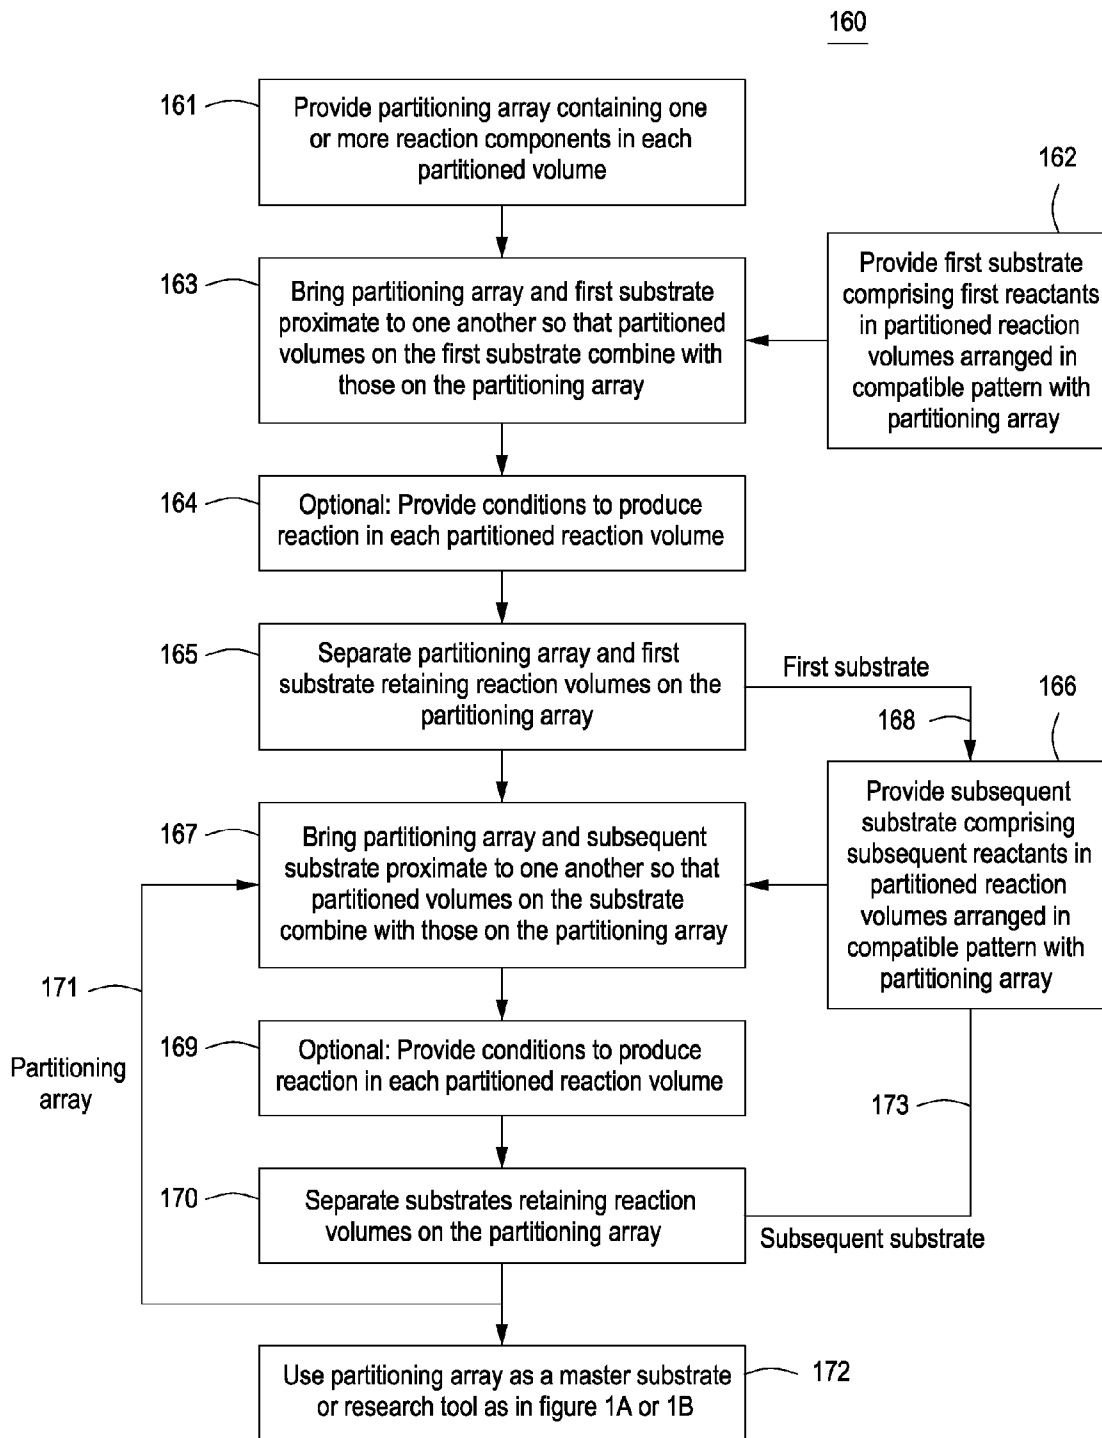 160
161
Provide partitioning array containing one
or more reaction components in each
partitioned volume
162
Provide first substrate
comprising first reactants
in partitioned reaction
volumes arranged in
compatible pattern with
partitioning array
163
Bring partitioning array and first substrate
proximate to one another so that partitioned
volumes on the first substrate combine with
those on the partitioning array
164
Optional: Provide conditions to produce
reaction in each partitioned reaction volume
165
Separate partitioning array and first
substrate retaining reaction volumes on the
partitioning array
First substrate
168
166
Provide subsequent
substrate comprising
subsequent reactants in
partitioned reaction
volumes arranged in
compatible pattern with
partitioning array
167
Bring partitioning array and subsequent
substrate proximate to one another so that
partitioned volumes on the substrate
combine with those on the partitioning array
171
Partitioning
array
169
Optional: Provide conditions to produce
reaction in each partitioned reaction volume
173
170
Separate substrates retaining reaction
volumes on the partitioning array
Subsequent substrate
Use partitioning array as a master substrate
or research tool as in figure 1A or 1B
172